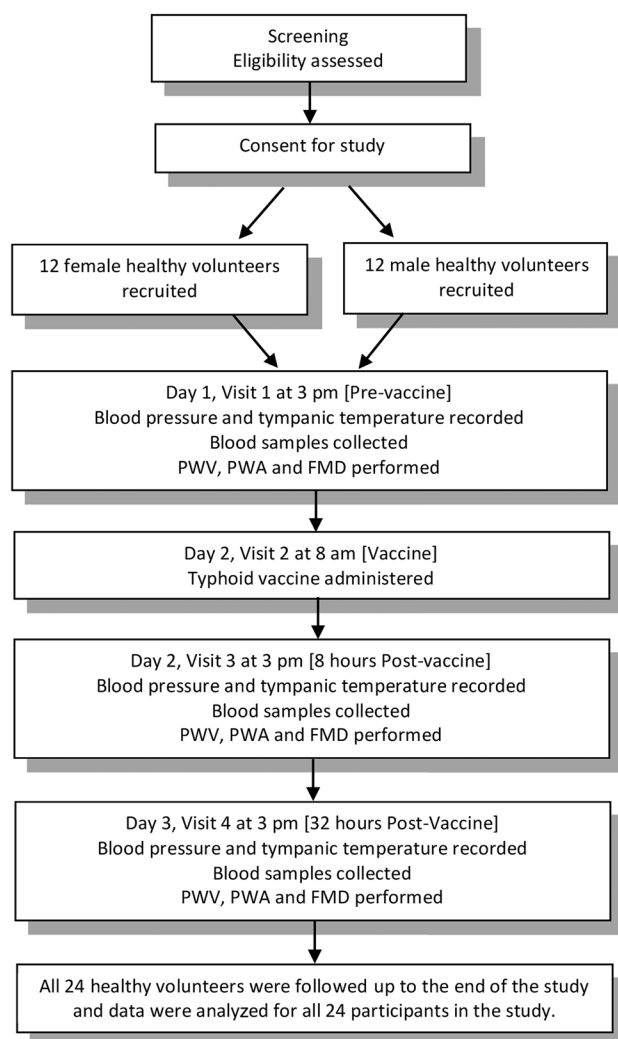 Screening
Eligibility assessed
Consent for study
12 female healthy volunteers
recruited
12 male healthy volunteers
recruited
Day 1, Visit 1 at 3 pm [Pre-vaccine]
Blood pressure and tympanic temperature recorded
Blood samples collected
PWV, PWA and FMD performed
Day 2, Visit 2 at 8 am [Vaccine]
Typhoid vaccine administered
Day 2, Visit 3 at 3 pm [8 hours Post-vaccine]
Blood pressure and tympanic temperature recorded
Blood samples collected
PWV, PWA and FMD performed
Day 3, Visit 4 at 3 pm [32 hours Post-Vaccine]
Blood pressure and tympanic temperature recorded
Blood samples collected
PWV, PWA and FMD performed
All 24 healthy volunteers were followed up to the end of the study
and data were analyzed for all 24 participants in the study.